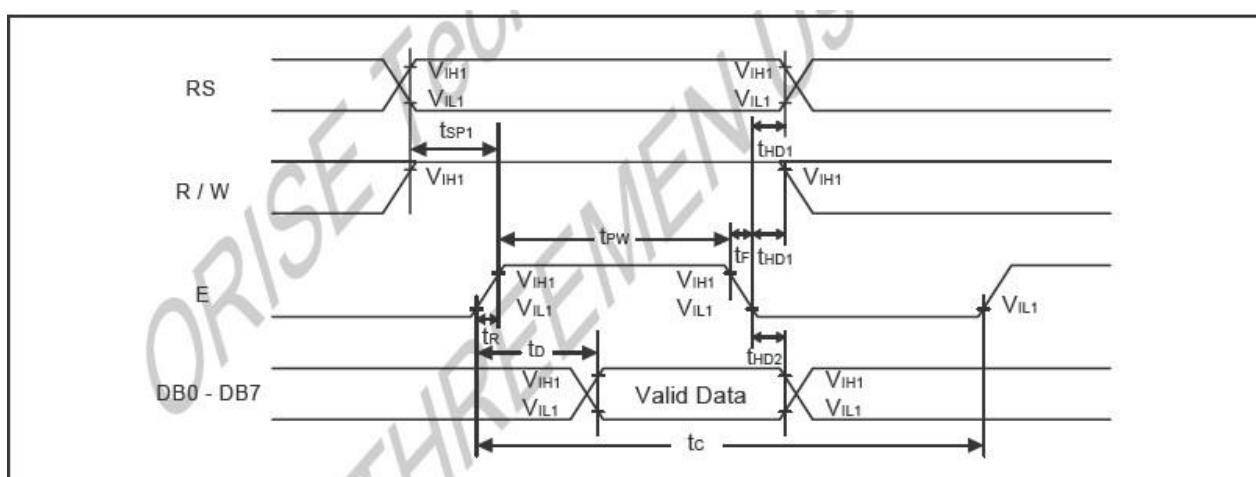 ORISE Tec
THREEMEN US
RS
VIH1
VIL1
VIH1
VIL1
tSP1
tHD1
R / W
VIH1
VIH1
tPW
tF
tHD1
E
VIH1
VIL1
VIH1
VIL1
VIL1
tR
tD
tHD2
DB0 - DB7
VIH1
VIL1
Valid Data
VIH1
VIL1
tC